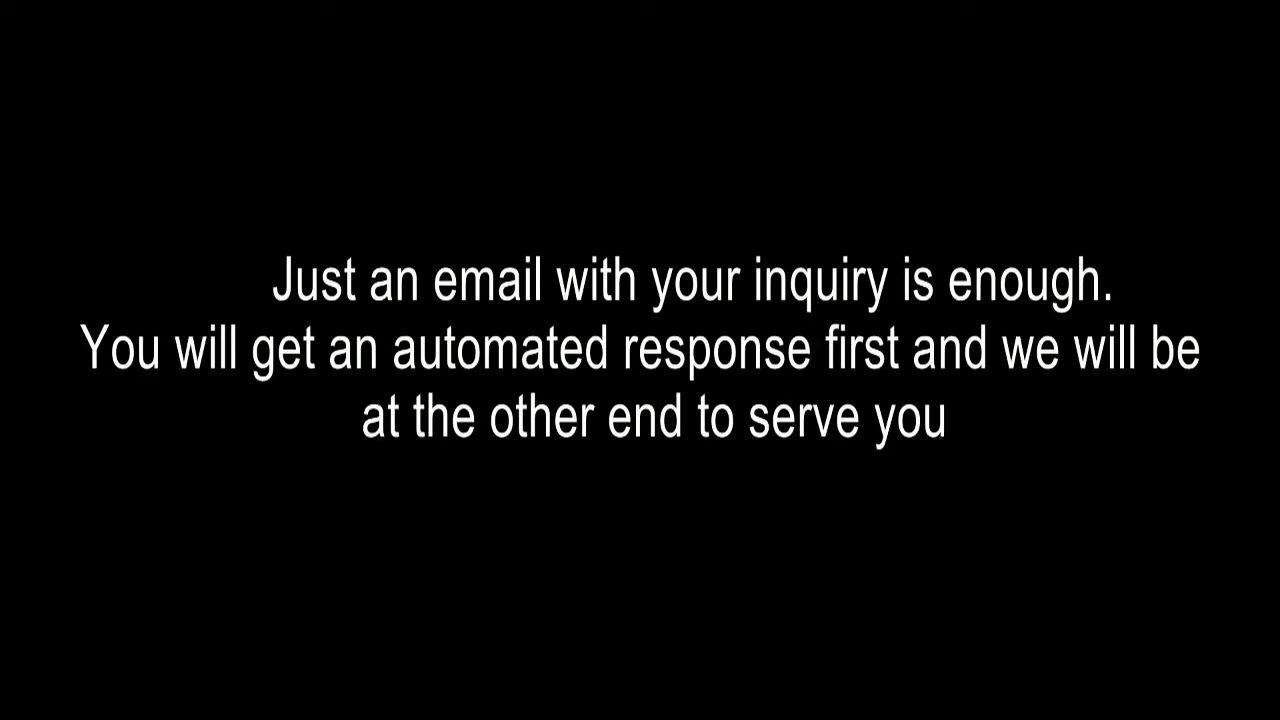 Just an email with your inquiry is enough.
You will get an automated response first and we will be
at the other end to serve you